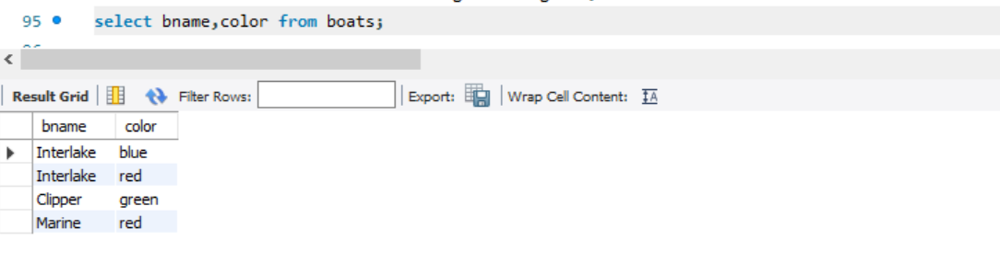 95 select bname,color from boats;
Result Grid Filter Rows: Export: Wrap Cell Content: IA
bname color
Interlake blue
Interlake red
Clipper green
Marine red